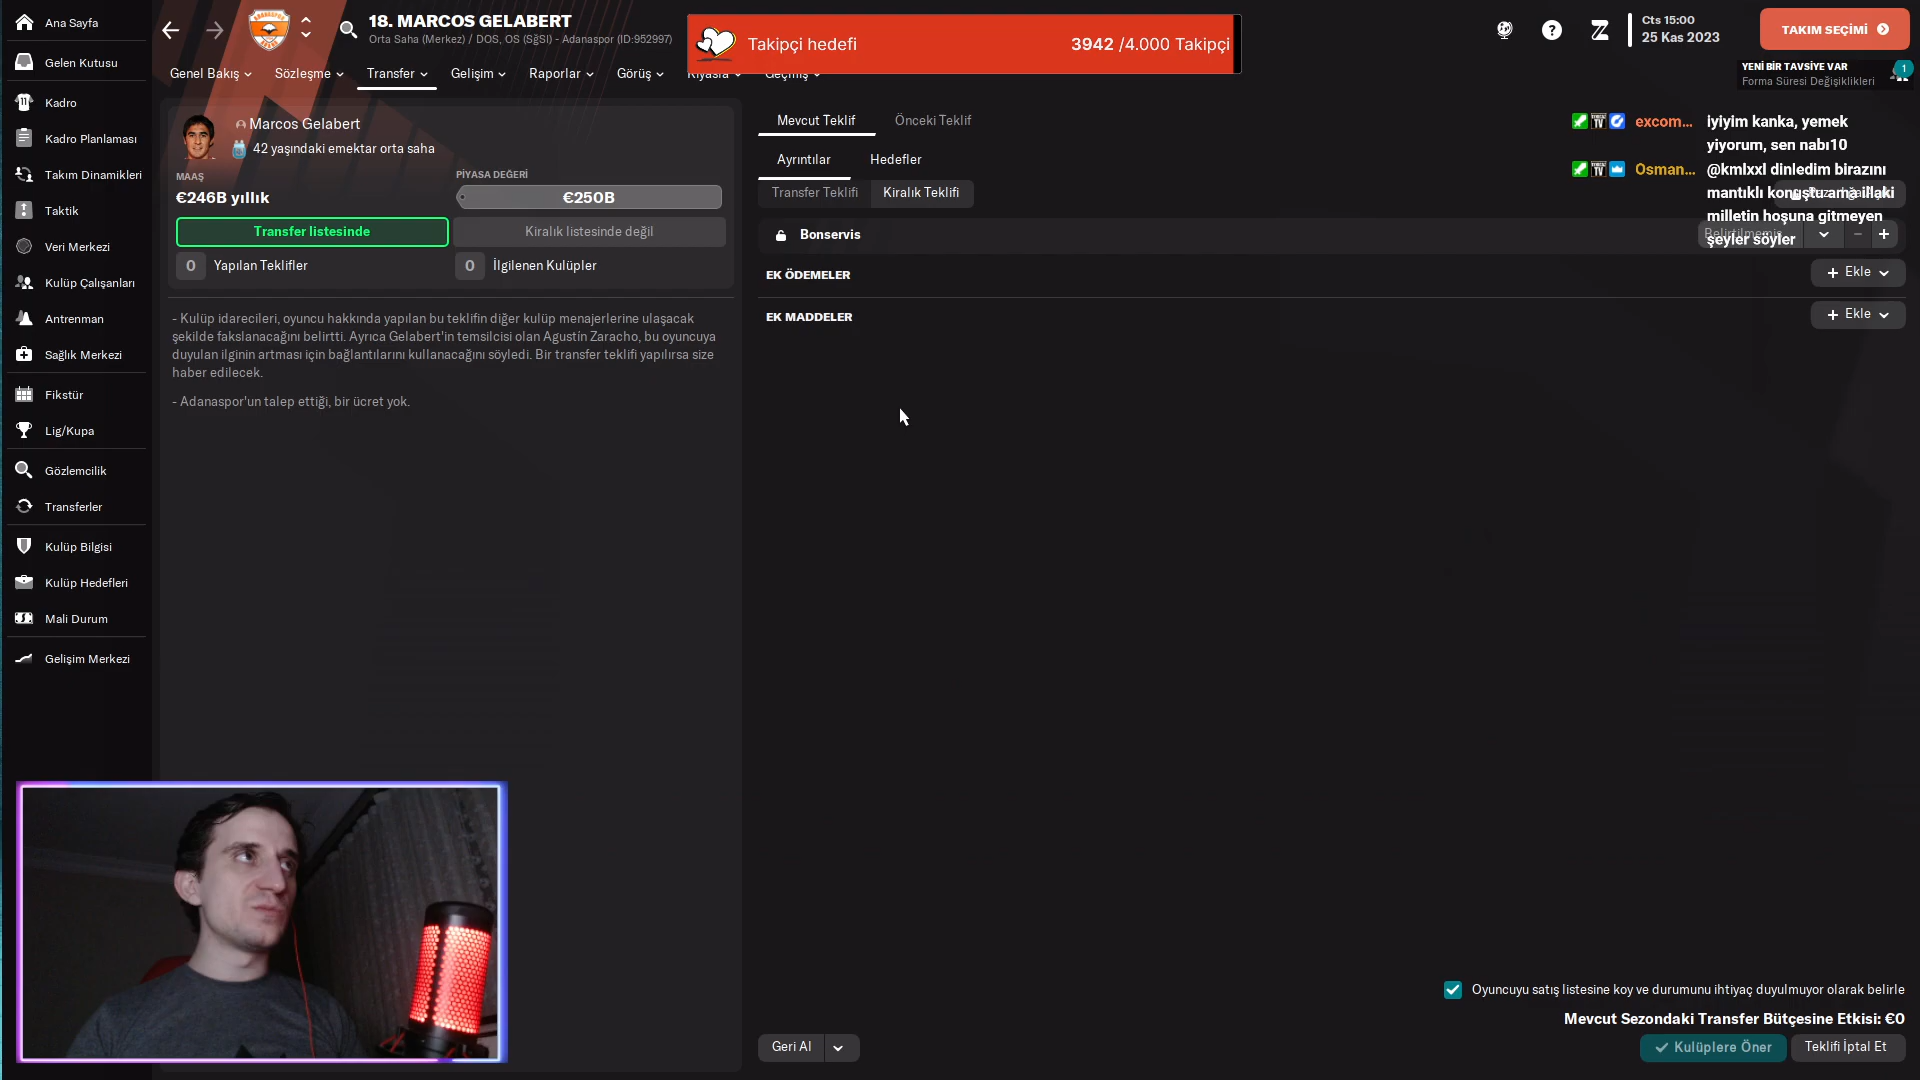 Ana Sayfa
Gelen Kutusu
Kadro
Kadro Planlaması
Takım Dinamikleri
Taktik
Veri Merkezi
Kulüp Çalışanları
Antrenman
Sağlık Merkezi
Fikstür
Lig/Kupa
Gözlemcilik
Transferler
Kulüp Bilgisi
Kulüp Hedefleri
Mali Durum
Gelişim Merkezi
18. MARCOS GELABERT
Orta Saha (Merkez) / DOS, OS (SğSl) - Adanaspor (ID:952997)
Takipçi hedefi
3942 /4.000 Takipçi
Cts 15:00
25 Kas 2023
TAKIM SEÇİMİ
Genel Bakış
Sözleşme
Transfer
Gelişim
Raporlar
Görüş
Kıyasla
Geçmiş
YENİ BİR TAVSİYE VAR
Forma Süresi Değişiklikleri
1
Marcos Gelabert
42 yaşındaki emektar orta saha
MAAŞ
€246B yıllık
PİYASA DEĞERİ
€250B
Transfer listesinde
Kiralık listesinde değil
0 Yapılan Teklifler
0 İlgilenen Kulüpler
- Kulüp idarecileri, oyuncu hakkında yapılan bu teklifin diğer kulüp menajerlerine ulaşacak
şekilde fakslanacağını belirtti. Ayrıca Gelabert'in temsilcisi olan Agustín Zaracho, bu oyuncuya
duyulan ilginin artması için bağlantılarını kullanacağını söyledi. Bir transfer teklifi yapılırsa size
haber edilecek.
- Adanaspor'un talep ettiği, bir ücret yok.
Mevcut Teklif
Önceki Teklif
Ayrıntılar
Hedefler
Transfer Teklifi
Kiralık Teklifi
Bonservis
Belirtilmemiş
EK ÖDEMELER
Ekle
EK MADDELER
Ekle
excom... iyiyim kanka, yemek
yiyorum, sen nabı10
Osman... @kmlxxl dinledim birazını
mantıklı konuştu ama illaki
milletin hoşuna gitmeyen
şeyler söyler
Oyuncuyu satış listesine koy ve durumunu ihtiyaç duyulmuyor olarak belirle
Mevcut Sezondaki Transfer Bütçesine Etkisi: €0
Geri Al
Kulüplere Öner
Teklifi İptal Et